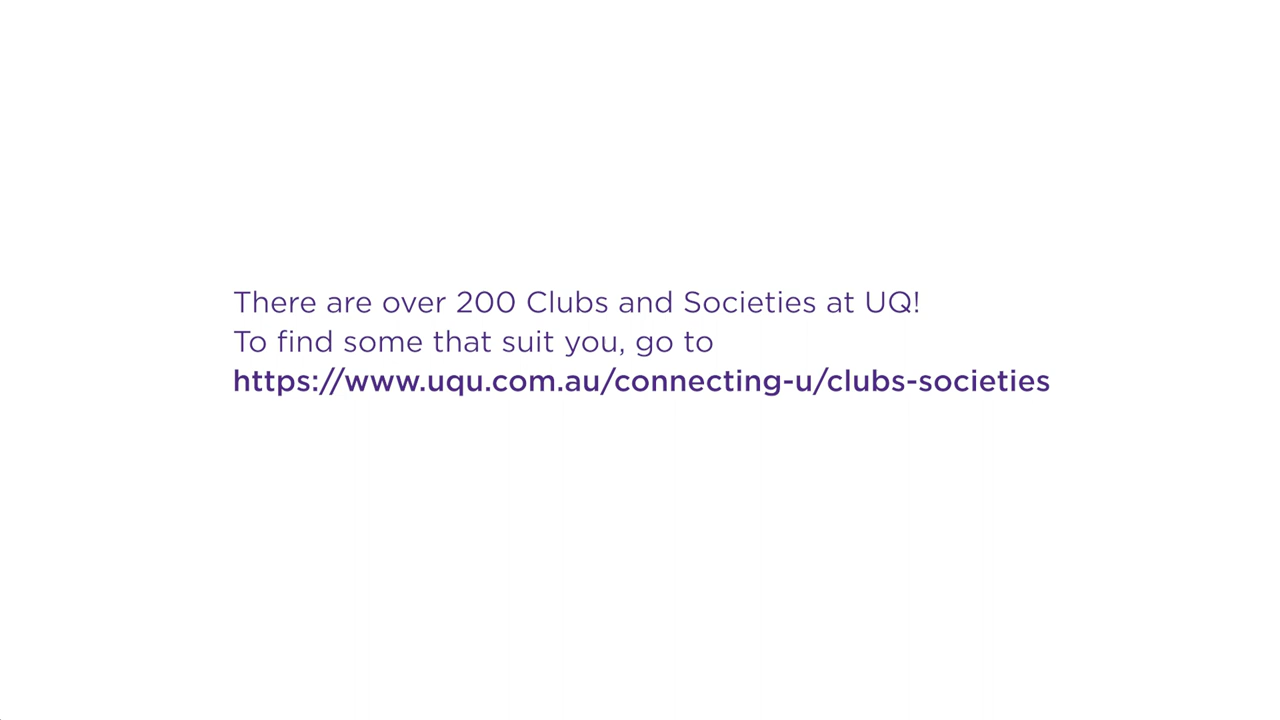 There are over 200 Clubs and Societies at UQ!
To find some that suit you, go to
https://www.uqu.com.au/connecting-u/clubs-societies